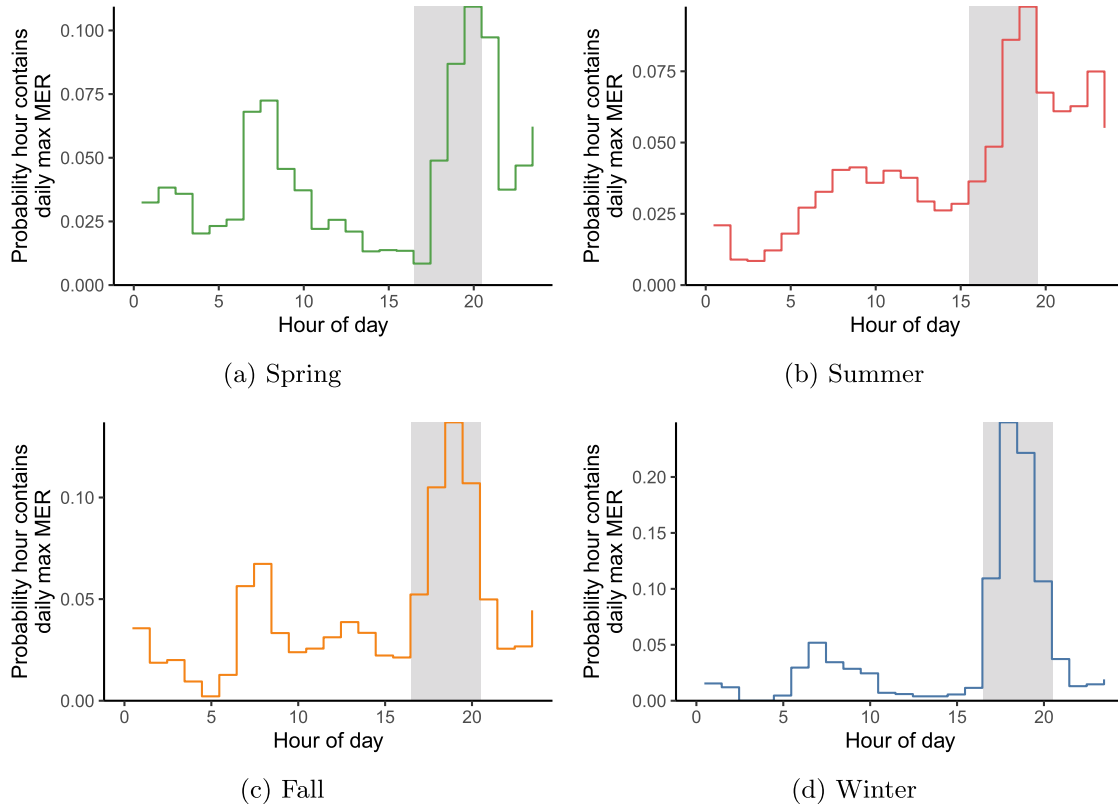 Probability hour contains
daily max MER
0.100
0.075
0.050
0.025
0.000
0 5 10 15 20
Hour of day
(a) Spring
Probability hour contains
daily max MER
0.075
0.050
0.025
0.000
0 5 10 15 20
Hour of day
(b) Summer
Probability hour contains
daily max MER
0.10
0.05
0.00
0 5 10 15 20
Hour of day
(c) Fall
Probability hour contains
daily max MER
0.20
0.15
0.10
0.05
0.00
0 5 10 15 20
Hour of day
(d) Winter